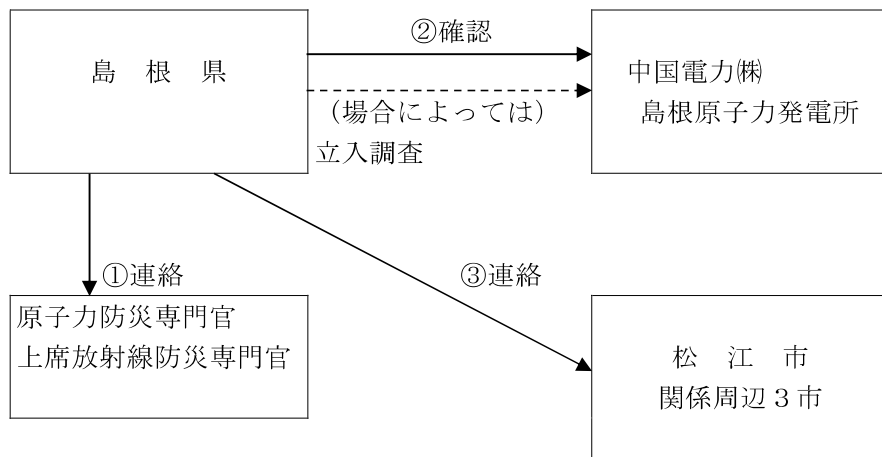 ②確認
島　根　県
中国電力㈱
島根原子力発電所
（場合によっては）
立入調査
①連絡
③連絡
原子力防災専門官
上席放射線防災専門官
松　江　市
関係周辺３市